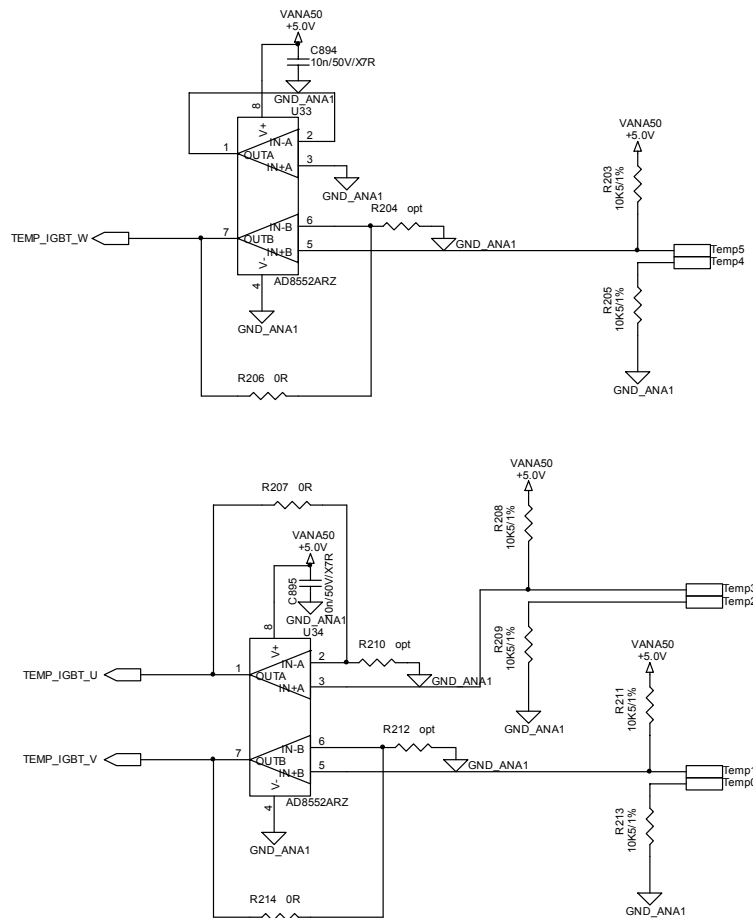 VANA50
+5.0V
C894
10n/50V/X7R
GND_ANA1
U33
8
V+
1
OUTA
IN-A
2
IN+A
3
GND_ANA1
VANA50
+5.0V
R203
10K5/1%
R204 opt
TEMP_IGBT_W
7
OUTB
IN-B
6
IN+B
5
GND_ANA1
Temp5
Temp4
V-
4
AD8552ARZ
GND_ANA1
R205
10K5/1%
GND_ANA1
R206 0R
VANA50
+5.0V
R207 0R
R208
10K5/1%
VANA50
+5.0V
C895
10n/50V/X7R
GND_ANA1
U34
8
V+
Temp3
Temp2
R209
10K5/1%
R210 opt
TEMP_IGBT_U
1
OUTA
IN-A
2
IN+A
3
GND_ANA1
VANA50
+5.0V
R211
10K5/1%
GND_ANA1
R212 opt
TEMP_IGBT_V
7
OUTB
IN-B
6
IN+B
5
GND_ANA1
Temp1
Temp0
V-
4
AD8552ARZ
GND_ANA1
R213
10K5/1%
R214 0R
GND_ANA1